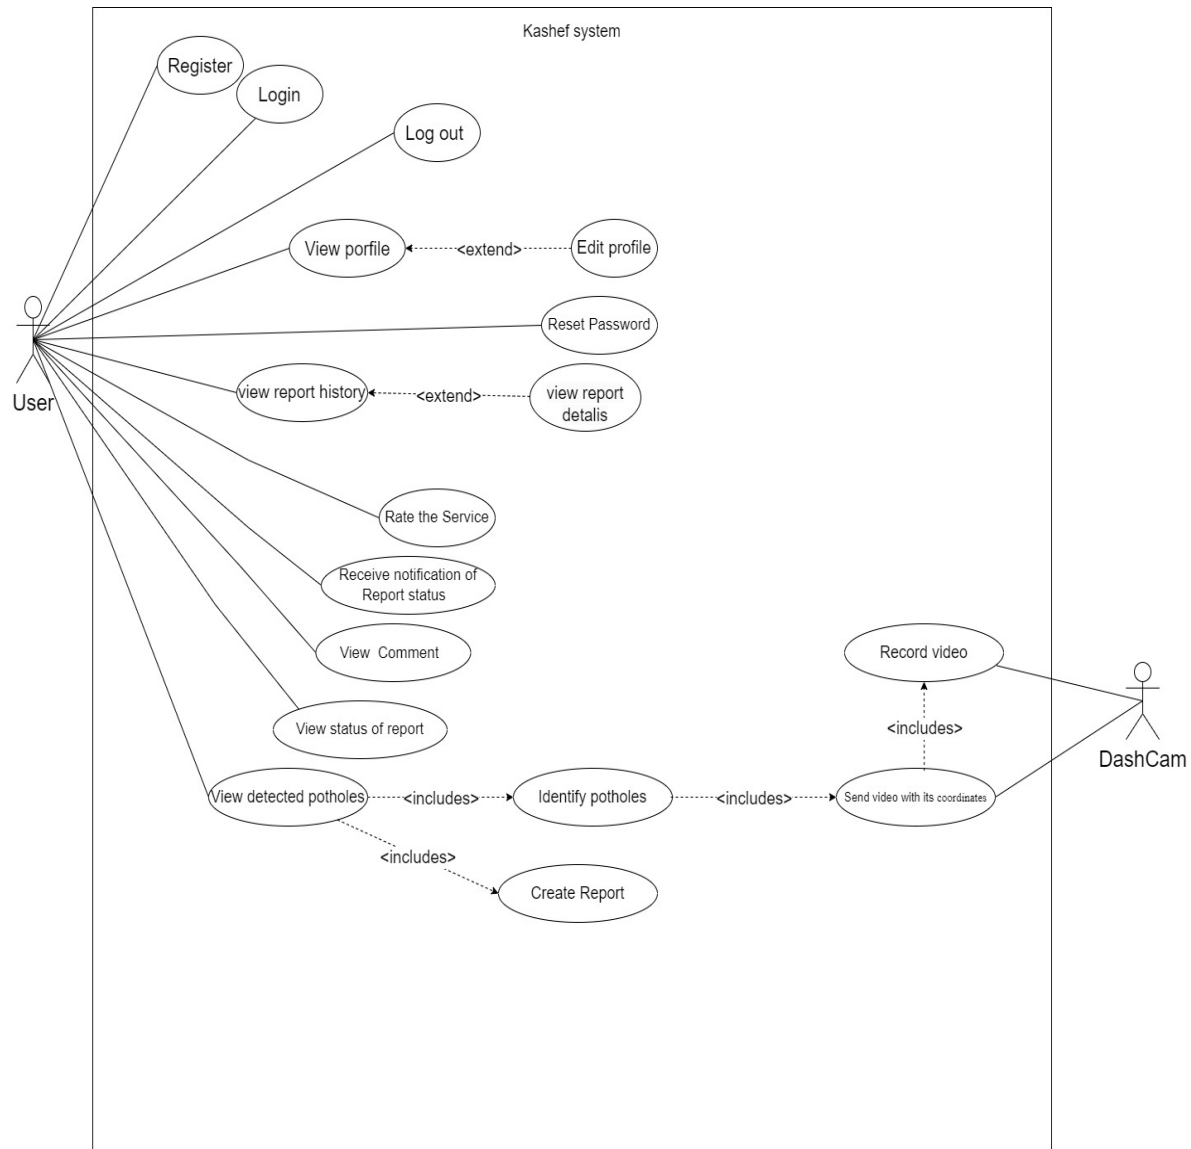 Kashef system
Register
Login
Log out
View porfile
<extend>
Edit profile
Reset Password
User
view report history
<extend>
view report
detalis
Rate the Service
Receive notification of
Report status
View Comment
Record video
View status of report
<includes>
DashCam
View detected potholes
<includes>
Identify potholes
<includes>
Send video with its coordinates
<includes>
Create Report